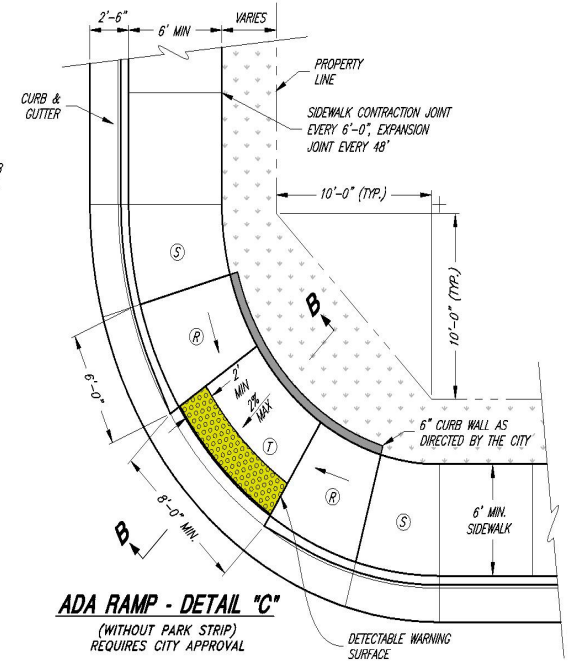 2'-6"
6' MIN
VARIES
PROPERTY
LINE
CURB &
GUTTER
SIDEWALK CONTRACTION JOINT
EVERY 6'-0", EXPANSION
JOINT EVERY 48'
10'-0" (TYP.)
10'-0" (TYP.)
S
R
B
6'-0"
2'
MIN
2%
MAX
T
6" CURB WALL AS
DIRECTED BY THE CITY
R
S
6' MIN.
SIDEWALK
8'-0" MIN.
B
ADA RAMP - DETAIL "C"
(WITHOUT PARK STRIP)
REQUIRES CITY APPROVAL
DETECTABLE WARNING
SURFACE